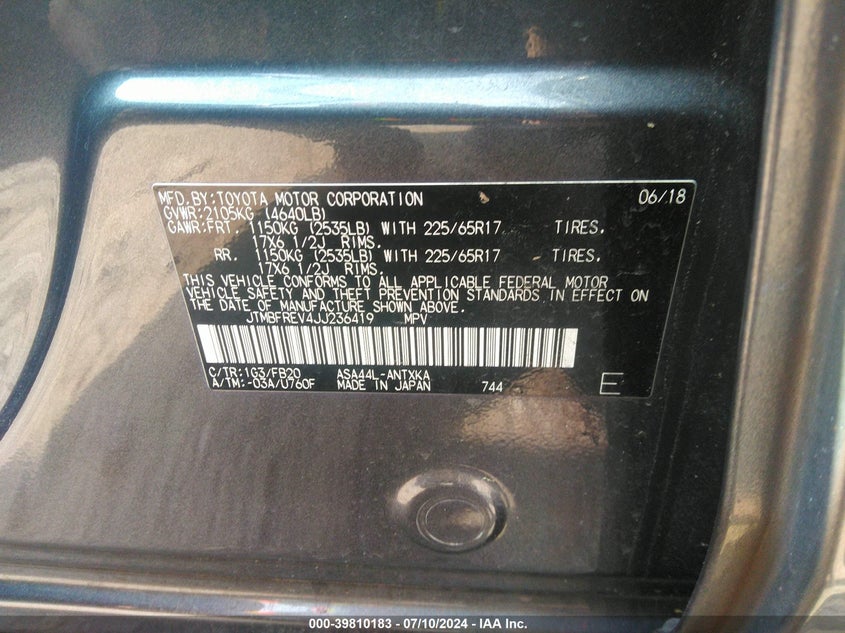 MFD. BY: TOYOTA MOTOR CORPORATION 06/18
GVWR: 2105KG (4640LB)
GAWR: FRT. 1150KG (2535LB) WITH 225/65R17 TIRES.
17X6 1/2J RIMS.
RR. 1150KG (2535LB) WITH 225/65R17 TIRES.
17X6 1/2J RIMS.
THIS VEHICLE CONFORMS TO ALL APPLICABLE FEDERAL MOTOR
VEHICLE SAFETY AND THEFT PREVENTION STANDARDS IN EFFECT ON
THE DATE OF MANUFACTURE SHOWN ABOVE.
JTMBFREV4JJ236419 MPV
C/TR: 1G3/FB20 ASA44L-ANTXKA
A/TM: -03A/U760F MADE IN JAPAN 744 E
000-39810183 - 07/10/2024 - IAA Inc.